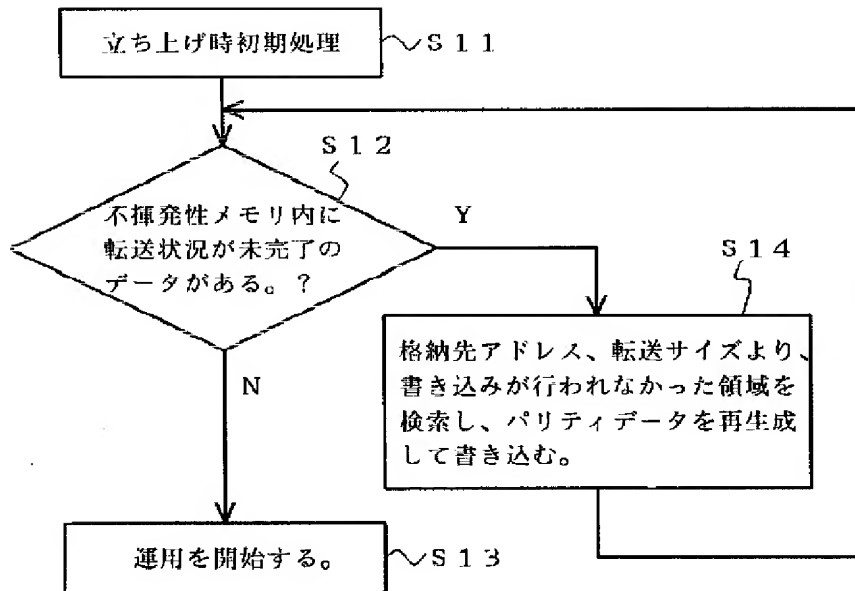 立ち上げ時初期処理
S11
S12
不揮発性メモリ内に
転送状況が未完了の
データがある。?
Y
S14
格納先アドレス、転送サイズより、
書き込みが行われなかった領域を
検索し、パリティデータを再生成
して書き込む。
N
運用を開始する。
S13